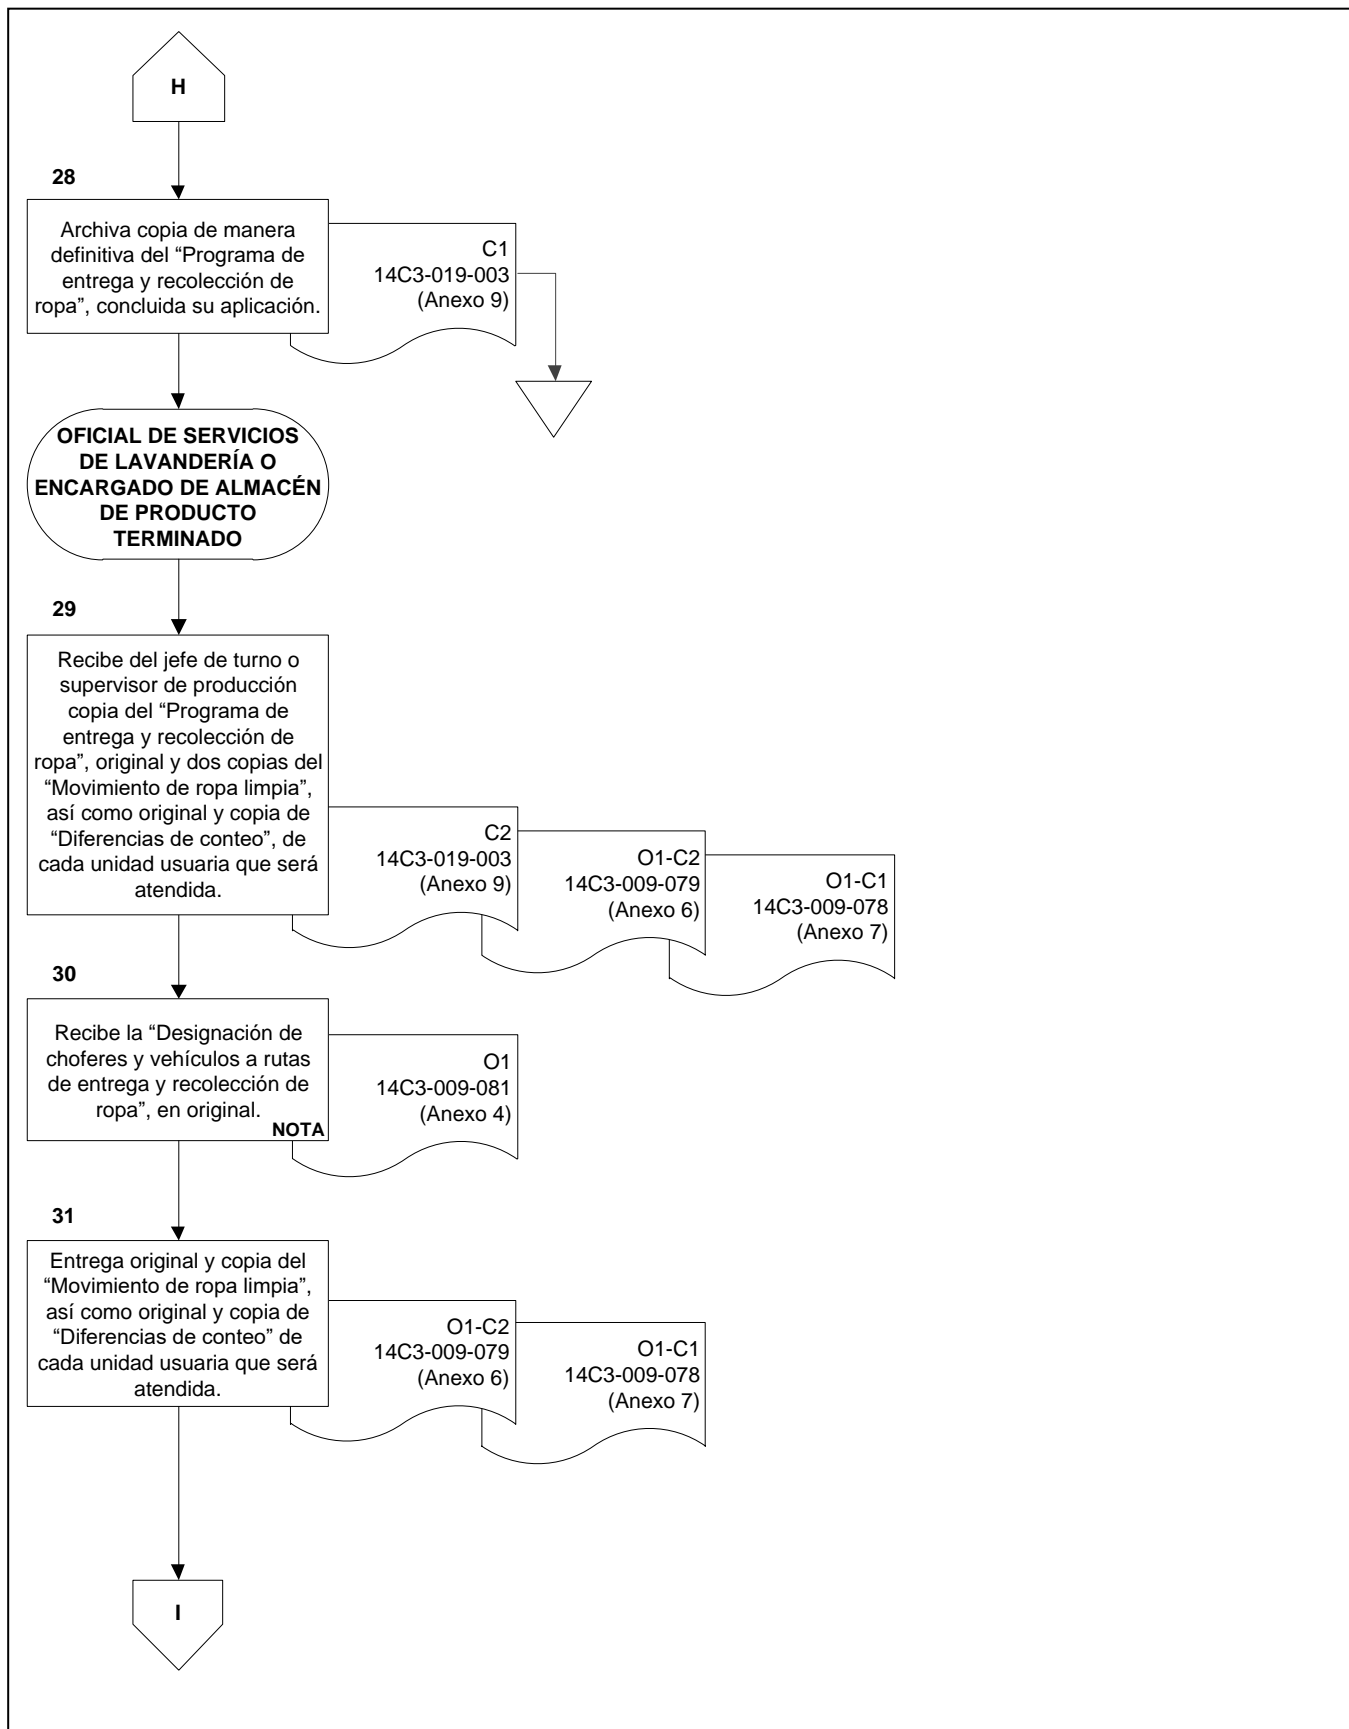 H
28
Archiva copia de manera
definitiva del “Programa de
entrega y recolección de
ropa”, concluida su aplicación.
C1
14C3-019-003
(Anexo 9)
OFICIAL DE SERVICIOS
DE LAVANDERÍA O
ENCARGADO DE ALMACÉN
DE PRODUCTO
TERMINADO
29
Recibe del jefe de turno o
supervisor de producción
copia del “Programa de
entrega y recolección de
ropa”, original y dos copias del
“Movimiento de ropa limpia”,
así como original y copia de
“Diferencias de conteo”, de
cada unidad usuaria que será
atendida.
C2
14C3-019-003
(Anexo 9)
O1-C2
14C3-009-079
(Anexo 6)
O1-C1
14C3-009-078
(Anexo 7)
30
Recibe la “Designación de
choferes y vehículos a rutas
de entrega y recolección de
ropa”, en original.
NOTA
O1
14C3-009-081
(Anexo 4)
31
Entrega original y copia del
“Movimiento de ropa limpia”,
así como original y copia de
“Diferencias de conteo” de
cada unidad usuaria que será
atendida.
O1-C2
14C3-009-079
(Anexo 6)
O1-C1
14C3-009-078
(Anexo 7)
I